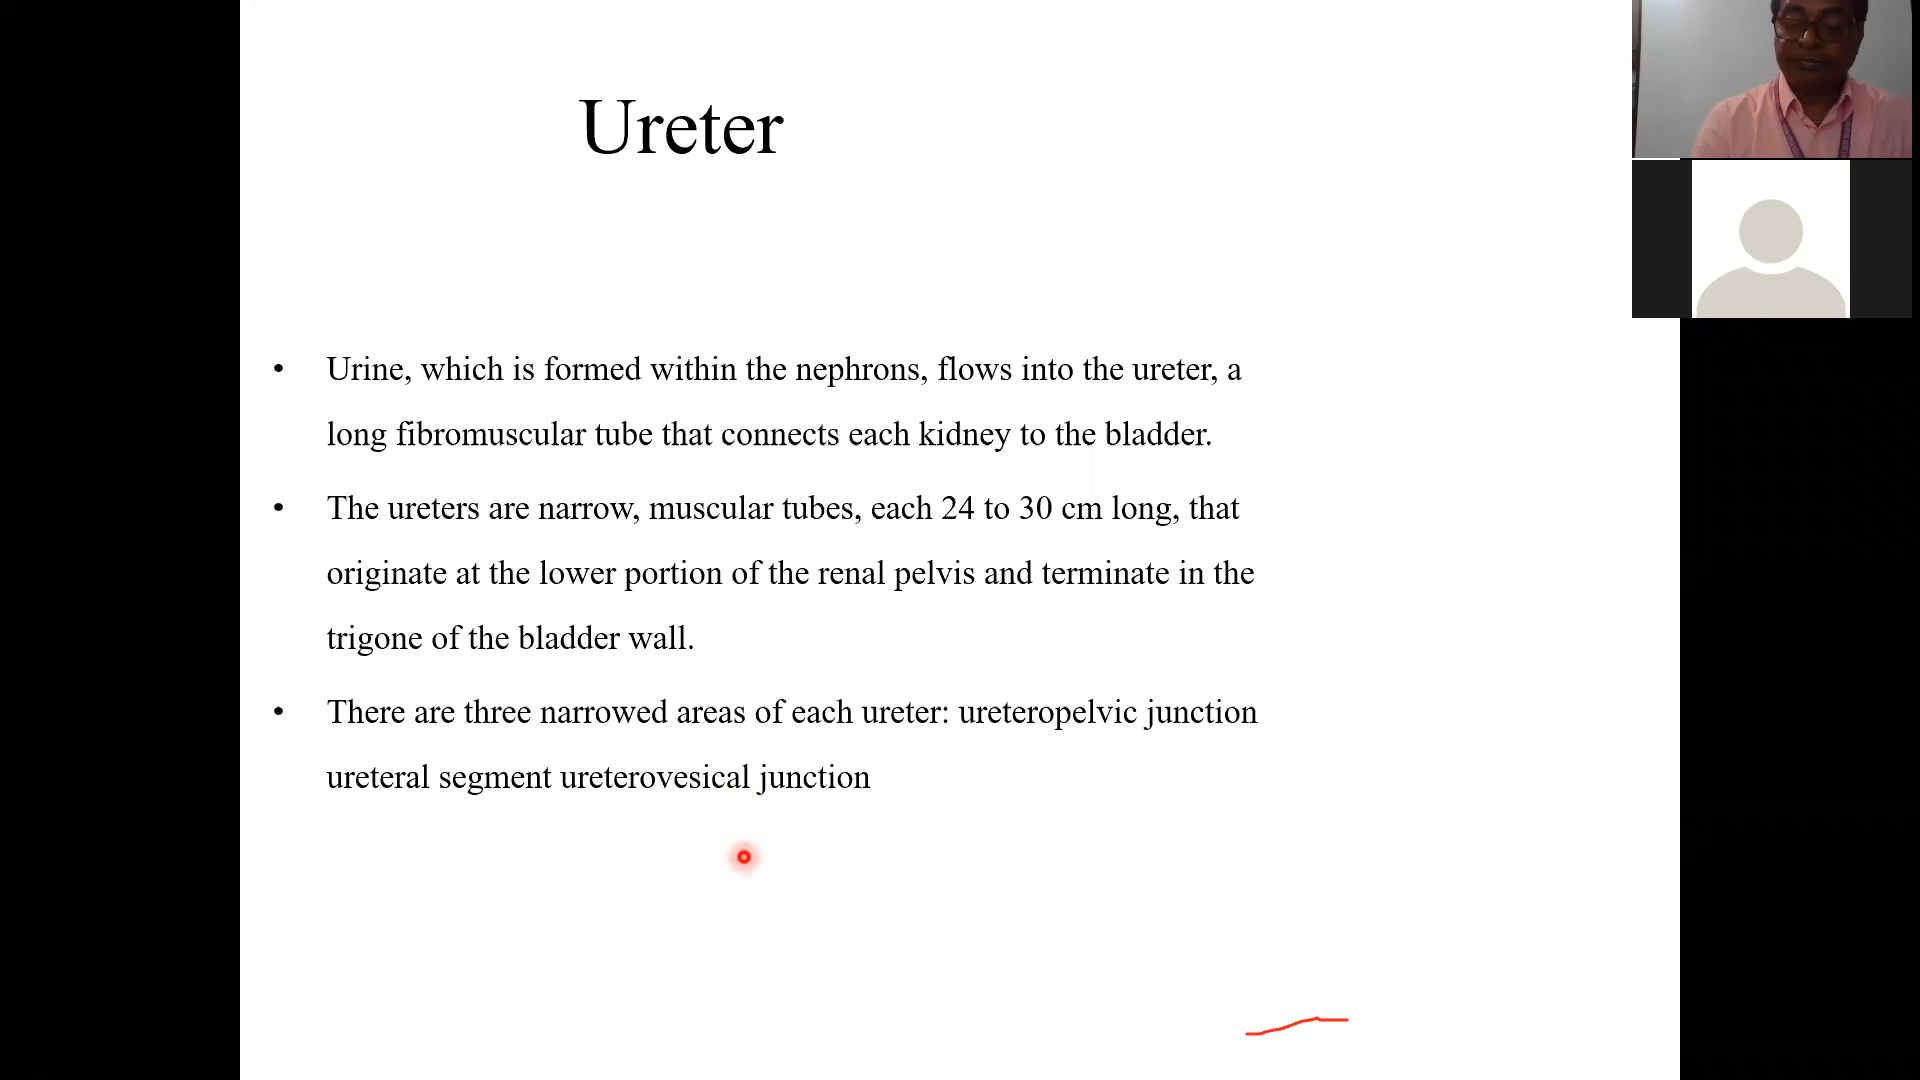 Ureter
• Urine, which is formed within the nephrons, flows into the ureter, a
long fibromuscular tube that connects each kidney to the bladder.
• The ureters are narrow, muscular tubes, each 24 to 30 cm long, that
originate at the lower portion of the renal pelvis and terminate in the
trigone of the bladder wall.
• There are three narrowed areas of each ureter: ureteropelvic junction
ureteral segment ureterovesical junction